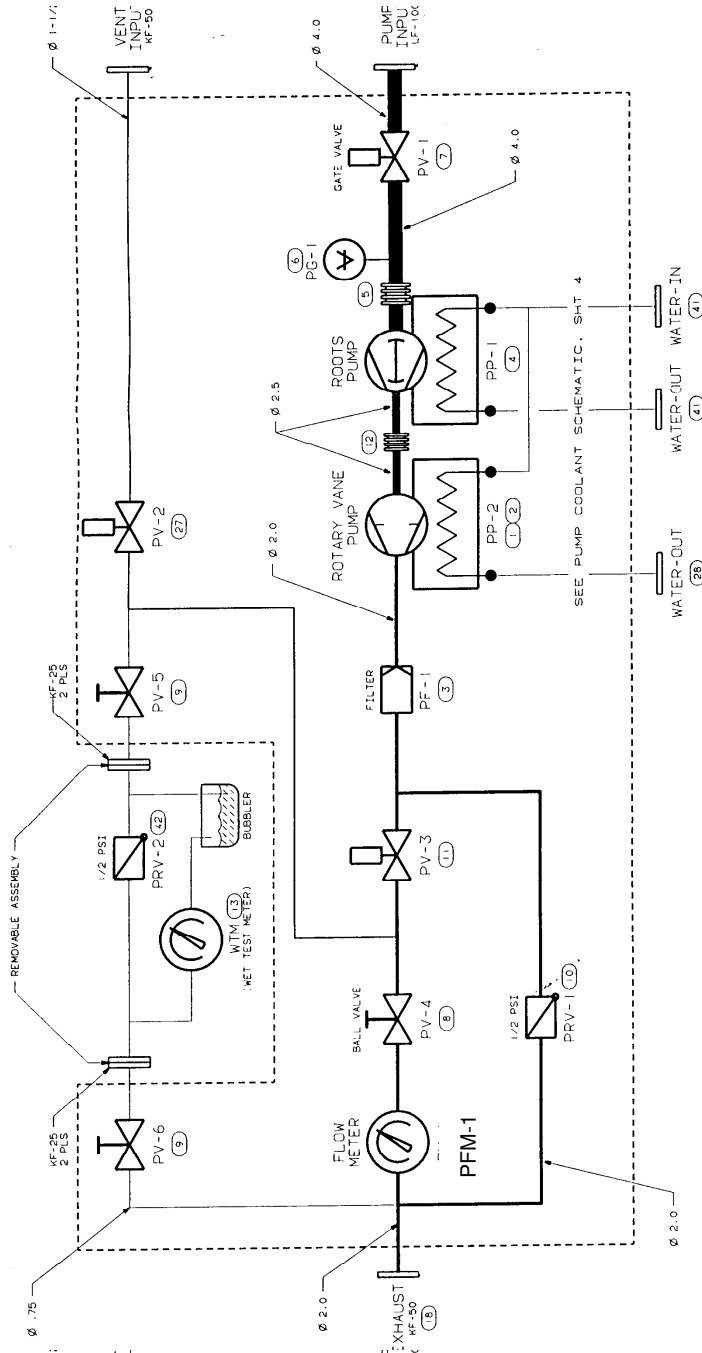 Ø 1-1/2
VENT
INPU
KF-50
PUMP
INPU
LF-100
Ø 4.0
GATE VALVE
PV-1
7
Ø 4.0
6
PG-1
5
ROOTS
PUMP
PP-1
4
Ø 2.5
12
ROTARY VANE
PUMP
PP-2
1
2
SEE PUMP COOLANT SCHEMATIC, SHT 4
WATER-IN
41
WATER-OUT
41
WATER-OUT
28
Ø 2.0
PV-2
27
PV-5
9
KF-25
2 PLS
FILTER
PF-1
3
REMOVABLE ASSEMBLY
1/2 PSI
PRV-2
42
BUBBLER
WTM
13
(WET TEST METER)
PV-3
11
BALL VALVE
PV-4
8
1/2 PSI
PRV-1
10
KF-25
2 PLS
PV-6
9
FLOW
METER
PFM-1
Ø .75
Ø 2.0
Ø 2.0
EXHAUST
KF-50
18